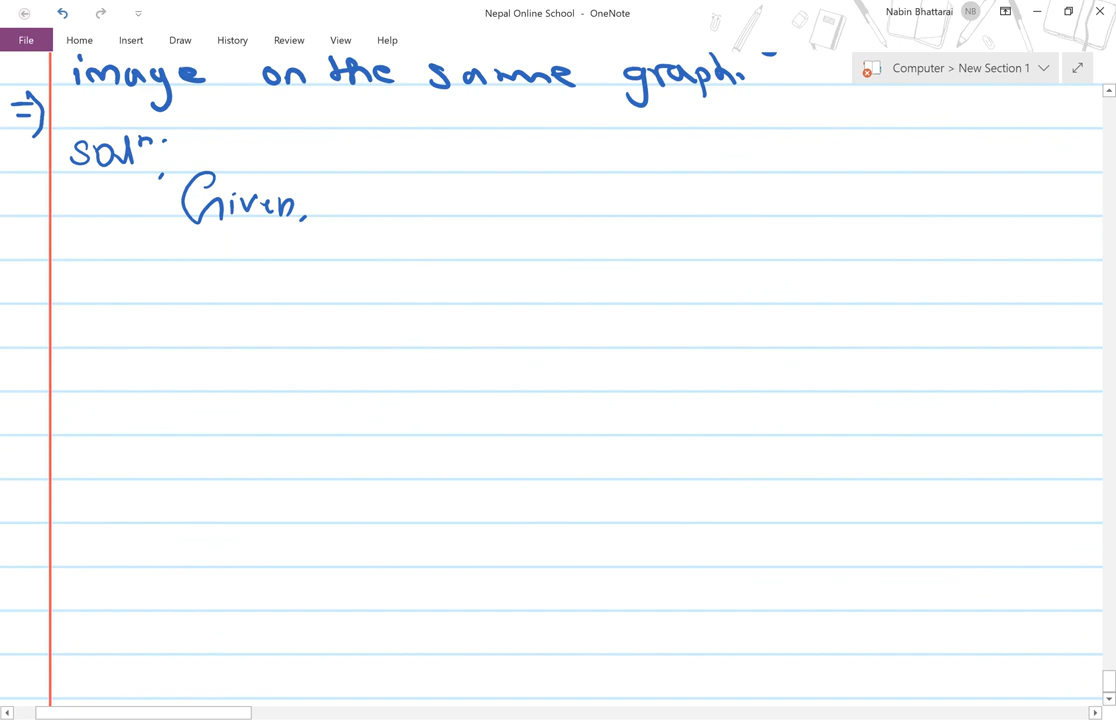 Nepal Online School - OneNote
Nabin Bhattarai NB
File Home Insert Draw History Review View Help
Computer > New Section 1
image on the same graph.
=>
solⁿ:
Given,